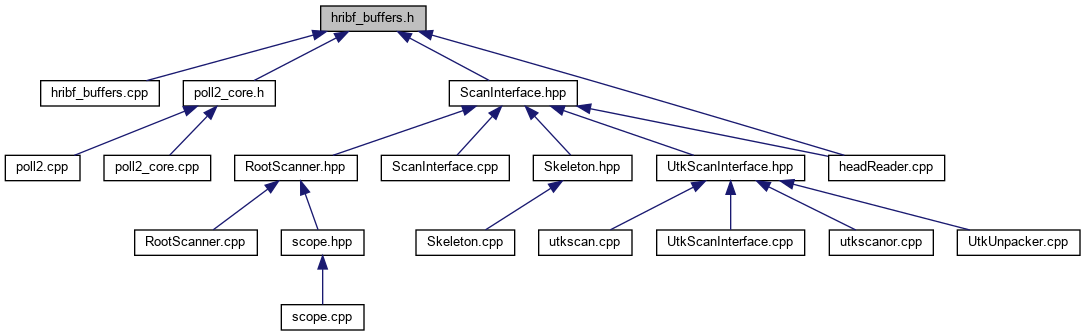 hribf_buffers.h
hribf_buffers.cpp
poll2_core.h
ScanInterface.hpp
poll2.cpp
poll2_core.cpp
RootScanner.hpp
ScanInterface.cpp
Skeleton.hpp
UtkScanInterface.hpp
headReader.cpp
RootScanner.cpp
scope.hpp
Skeleton.cpp
utkscan.cpp
UtkScanInterface.cpp
utkscanor.cpp
UtkUnpacker.cpp
scope.cpp